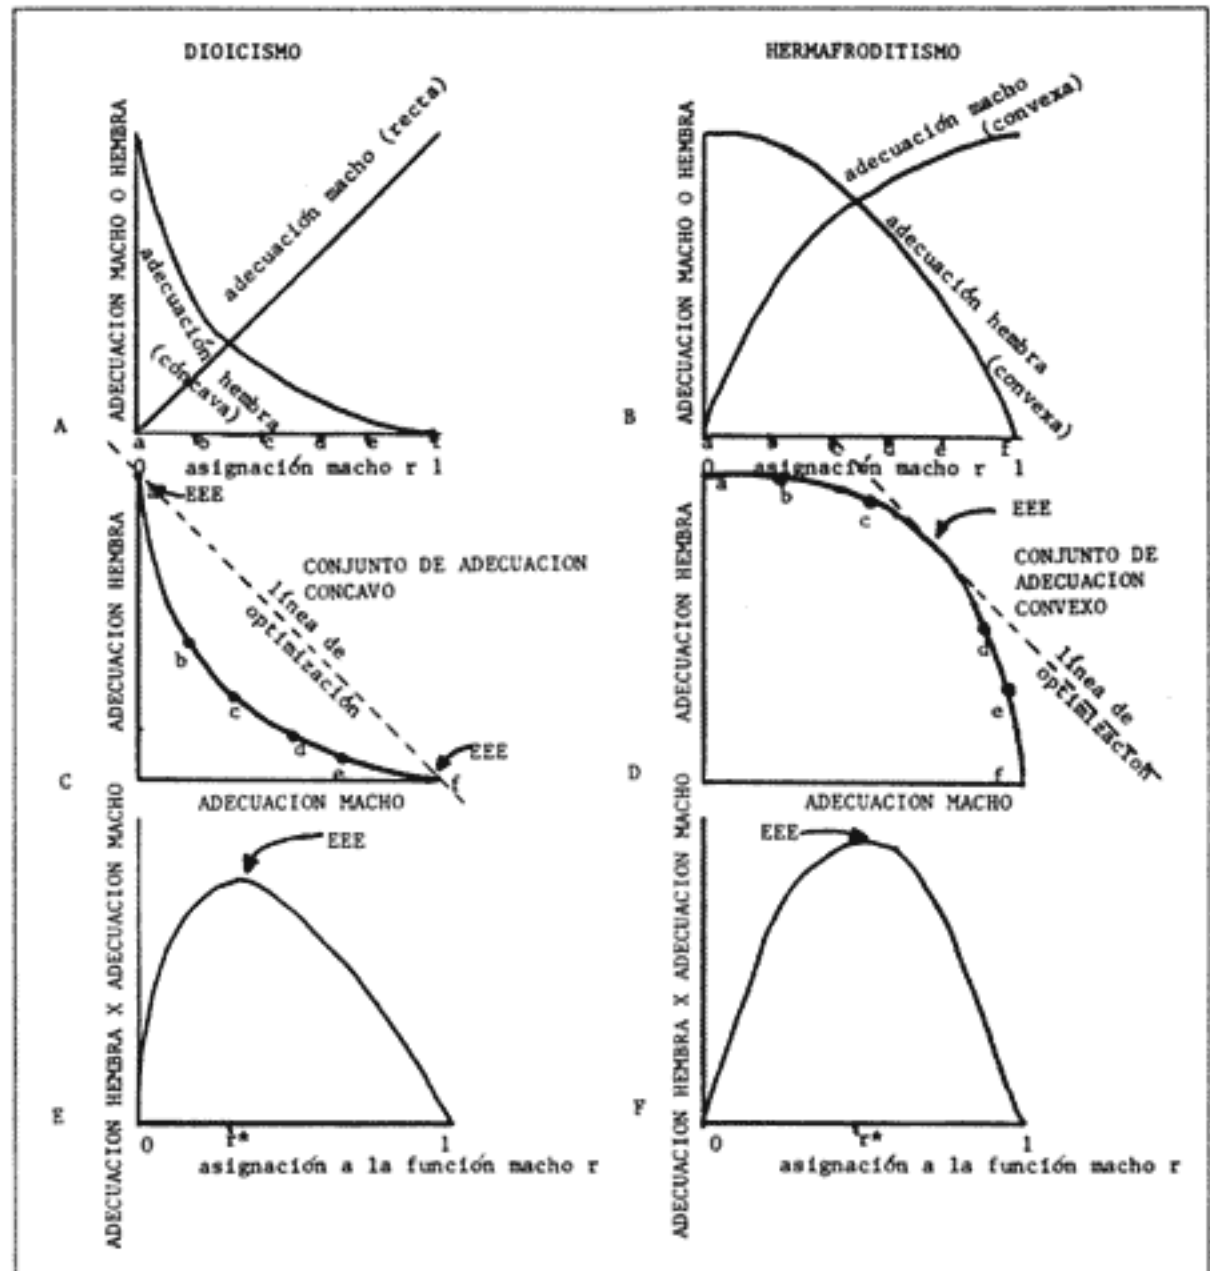 DIOICISMO
HERMAFRODITISMO
ADECUACION MACHO O HEMBRA
adecuación macho (recta)
adecuación hembra
(cóncava)
A
a b c d e
0 asignación macho r 1
ADECUACION MACHO O HEMBRA
adecuación macho
(convexa)
adecuación hembra
(convexa)
B
a c d e f
0 asignación macho r 1
ADECUACION HEMBRA
a
EEE
CONJUNTO DE ADECUACION
CONCAVO
línea de
optimización
b
c
d
e
EEE
f
C
ADECUACION MACHO
ADECUACION HEMBRA
a
b
c
EEE
CONJUNTO DE
ADECUACION
CONVEXO
línea de
optimización
d
e
f
D
ADECUACION MACHO
ADECUACION HEMBRA X ADECUACION MACHO
EEE
E
0 r* 1
asignación a la función macho r
ADECUACION HEMBRA X ADECUACION MACHO
EEE
F
0 r* 1
asignación a la función macho r